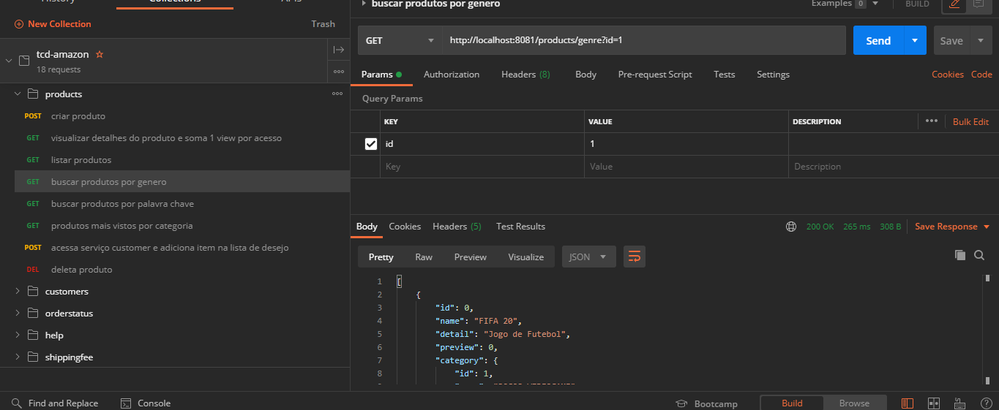 History Collections APIs
New Collection Trash
tcd-amazon
18 requests
products
POST criar produto
GET visualizar detalhes do produto e soma 1 view por acesso
GET listar produtos
GET buscar produtos por genero
GET buscar produtos por palavra chave
GET produtos mais vistos por categoria
POST acessa serviço customer e adiciona item na lista de desejo
DEL deleta produto
customers
orderstatus
help
shippingfee
buscar produtos por genero Examples 0 BUILD
GET http://localhost:8081/products/genre?id=1 Send Save
Params Authorization Headers (8) Body Pre-request Script Tests Settings Cookies Code
Query Params
KEY VALUE DESCRIPTION Bulk Edit
id 1
Key Value Description
Body Cookies Headers (5) Test Results 200 OK 265 ms 308 B Save Response
Pretty Raw Preview Visualize JSON
1 [
2 {
3 "id": 0,
4 "name": "FIFA 20",
5 "detail": "Jogo de Futebol",
6 "preview": 0,
7 "category": {
8 "id": 1,
Find and Replace Console Bootcamp Build Browse